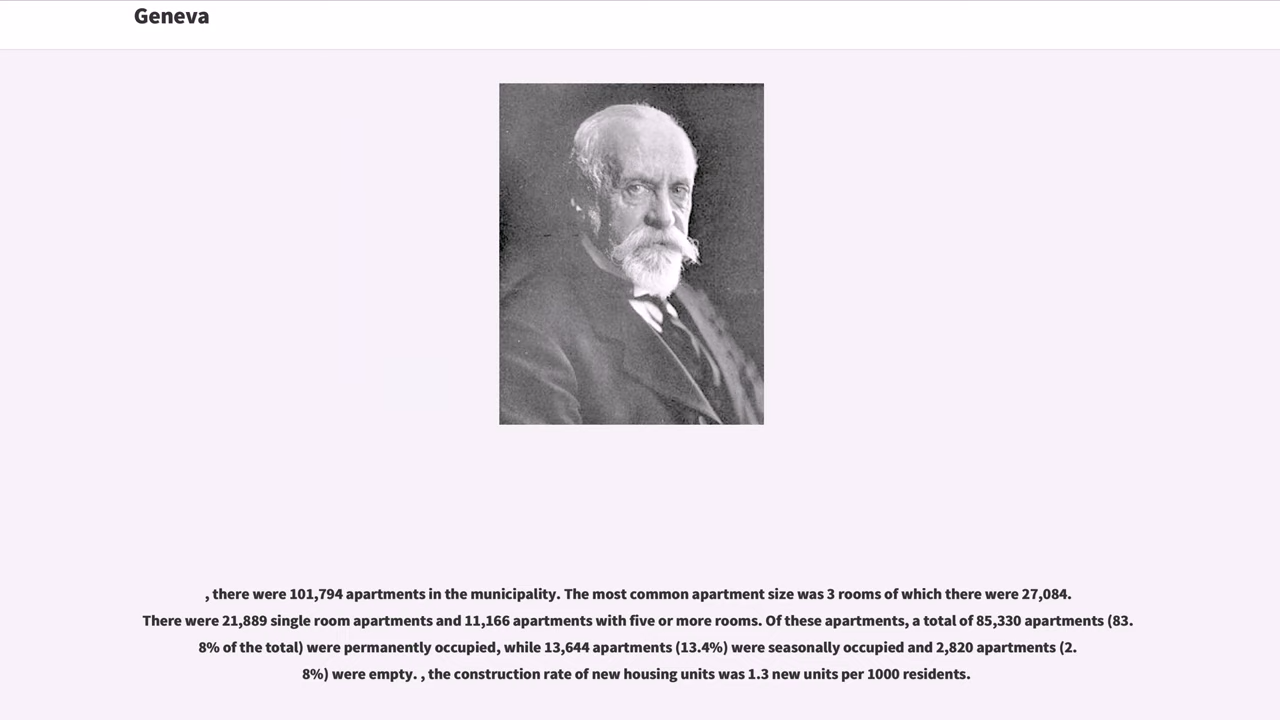 Geneva
, there were 101,794 apartments in the municipality. The most common apartment size was 3 rooms of which there were 27,084.
There were 21,889 single room apartments and 11,166 apartments with five or more rooms. Of these apartments, a total of 85,330 apartments (83.
8% of the total) were permanently occupied, while 13,644 apartments (13.4%) were seasonally occupied and 2,820 apartments (2.
8%) were empty. , the construction rate of new housing units was 1.3 new units per 1000 residents.